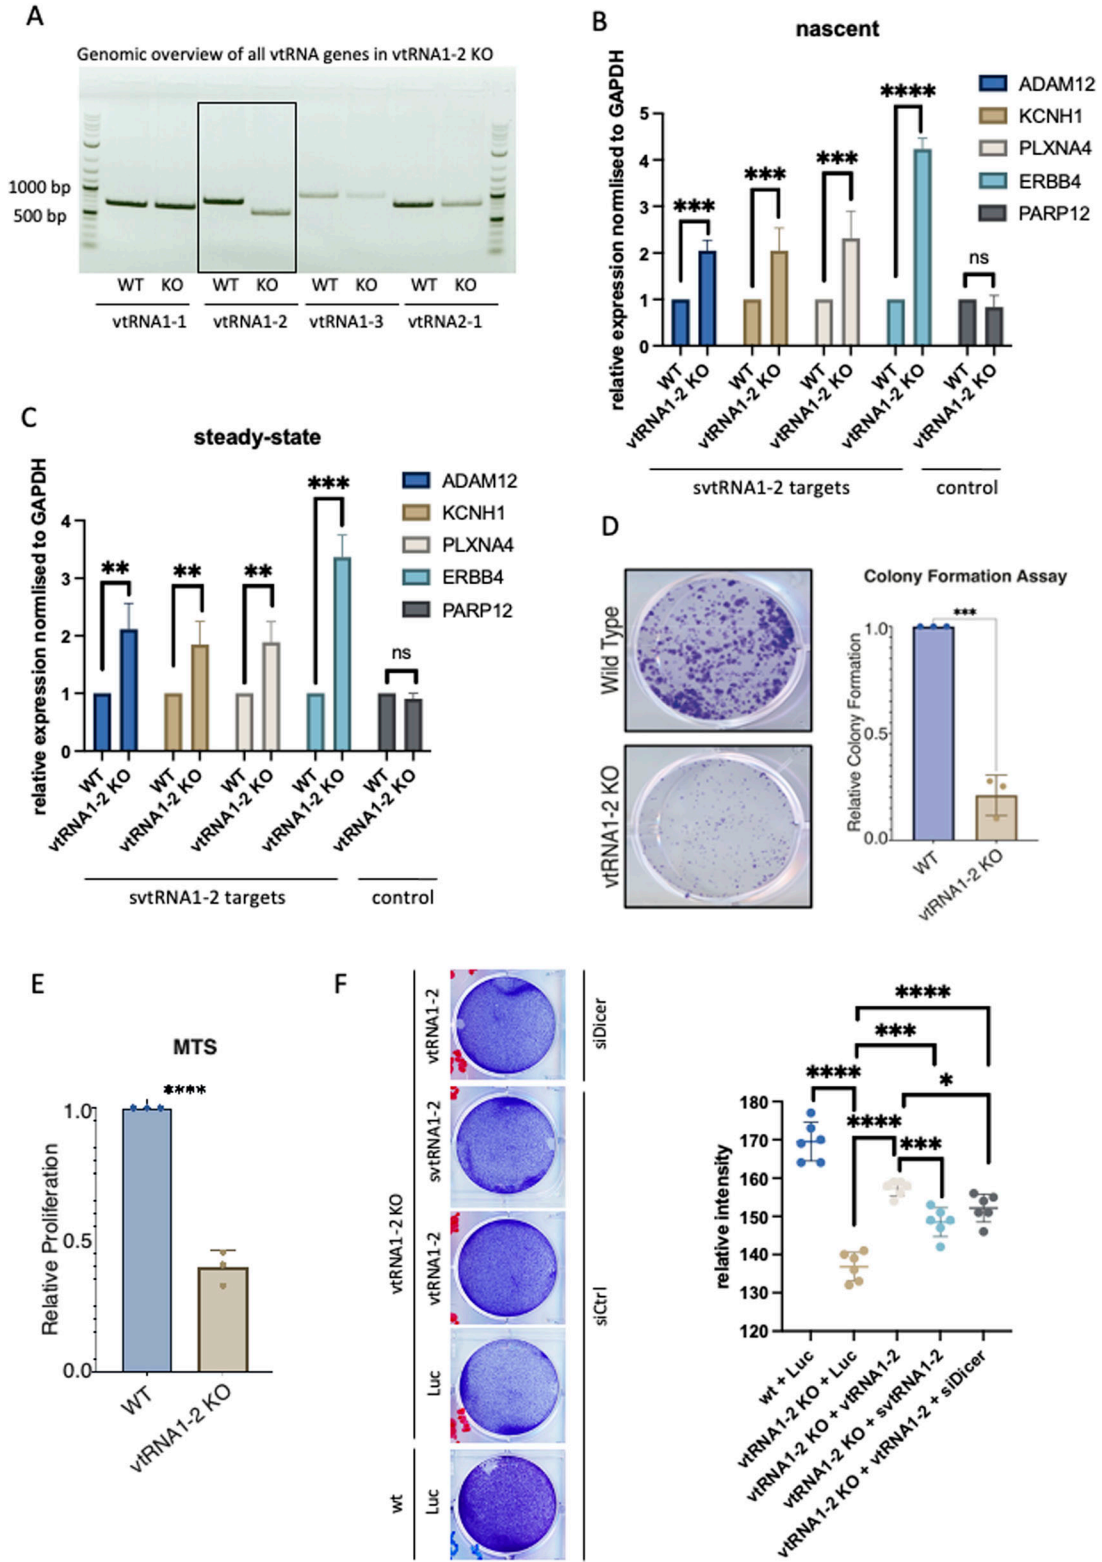 A
Genomic overview of all vtRNA genes in vtRNA1-2 KO
1000 bp
500 bp
WT KO WT KO WT KO WT KO
vtRNA1-1 vtRNA1-2 vtRNA1-3 vtRNA2-1
B
nascent
relative expression normlised to GAPDH
5
4
3
2
1
0
*** *** *** **** ns
ADAM12
KCNH1
PLXNA4
ERBB4
PARP12
WT vtRNA1-2 KO WT vtRNA1-2 KO WT vtRNA1-2 KO WT vtRNA1-2 KO WT vtRNA1-2 KO
svtRNA1-2 targets control
C
steady-state
relative expression normlised to GAPDH
4
3
2
1
0
** ** ** *** ns
ADAM12
KCNH1
PLXNA4
ERBB4
PARP12
WT vtRNA1-2 KO WT vtRNA1-2 KO WT vtRNA1-2 KO WT vtRNA1-2 KO WT vtRNA1-2 KO
svtRNA1-2 targets control
D
Wild Type
vtRNA1-2 KO
Colony Formation Assay
***
Relative Colony Formation
1.0
0.5
0.0
WT vtRNA1-2 KO
E
MTS
****
Relative Proliferation
1.0
0.5
0.0
WT vtRNA1-2 KO
F
vtRNA1-2 KO
wt
vtRNA1-2
svtRNA1-2
vtRNA1-2
Luc
Luc
siDicer
siCtrl
****
***
**** *
**** ***
relative intensity
180
170
160
150
140
130
120
wt + Luc
vtRNA1-2 KO + Luc
vtRNA1-2 KO + vtRNA1-2
vtRNA1-2 KO + svtRNA1-2
vtRNA1-2 KO + vtRNA1-2 + siDicer